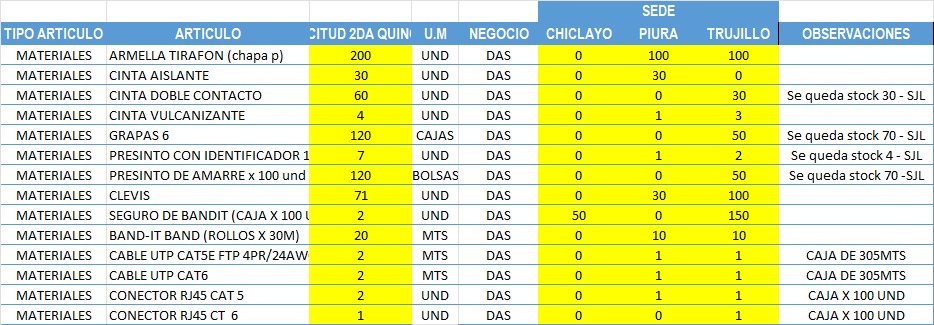 SEDE
TIPO ARTICULO ARTICULO CITUD 2DA QUIN U.M NEGOCIO CHICLAYO PIURA TRUJILLO OBSERVACIONES
MATERIALES ARMELLA TIRAFON (chapa p) 200 UND DAS 0 100 100
MATERIALES CINTA AISLANTE 30 UND DAS 0 30 0
MATERIALES CINTA DOBLE CONTACTO 60 UND DAS 0 0 30 Se queda stock 30 - SJL
MATERIALES CINTA VULCANIZANTE 4 UND DAS 0 1 3
MATERIALES GRAPAS 6 120 CAJAS DAS 0 0 50 Se queda stock 70 - SJL
MATERIALES PRESINTO CON IDENTIFICADOR 1 7 UND DAS 0 1 2 Se queda stock 4 - SJL
MATERIALES PRESINTO DE AMARRE x 100 und 120 BOLSAS DAS 0 0 50 Se queda stock 70 -SJL
MATERIALES CLEVIS 71 UND DAS 0 30 100
MATERIALES SEGURO DE BANDIT (CAJA X 100 U 2 UND DAS 50 0 150
MATERIALES BAND-IT BAND (ROLLOS X 30M) 20 MTS DAS 0 10 10
MATERIALES CABLE UTP CAT5E FTP 4PR/24AW 2 MTS DAS 0 1 1 CAJA DE 305MTS
MATERIALES CABLE UTP CAT6 2 MTS DAS 0 1 1 CAJA DE 305MTS
MATERIALES CONECTOR RJ45 CAT 5 2 UND DAS 0 1 1 CAJA X 100 UND
MATERIALES CONECTOR RJ45 CT 6 1 UND DAS 0 1 1 CAJA X 100 UND